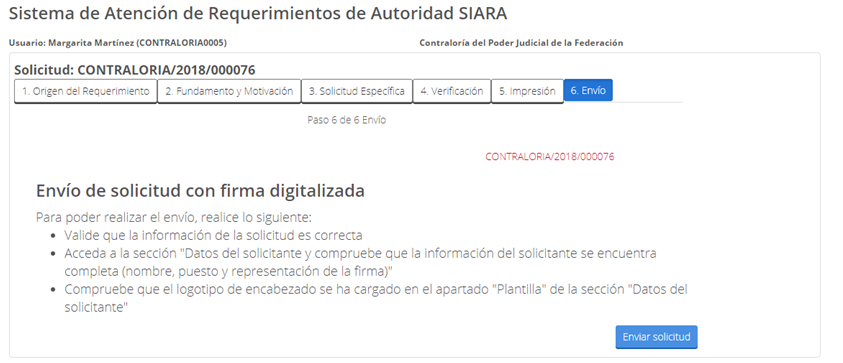 Sistema de Atención de Requerimientos de Autoridad SIARA
Usuario: Margarita Martínez (CONTRALORIA0005) Contraloría del Poder Judicial de la Federación
Solicitud: CONTRALORIA/2018/000076
1. Origen del Requerimiento 2. Fundamento y Motivación 3. Solicitud Específica 4. Verificación 5. Impresión 6. Envío
Paso 6 de 6 Envío
CONTRALORIA/2018/000076
Envío de solicitud con firma digitalizada
Para poder realizar el envío, realice lo siguiente:
• Valide que la información de la solicitud es correcta
• Acceda a la sección "Datos del solicitante y compruebe que la información del solicitante se encuentra
completa (nombre, puesto y representación de la firma)"
• Compruebe que el logotipo de encabezado se ha cargado en el apartado "Plantilla" de la sección "Datos del
solicitante"
Enviar solicitud